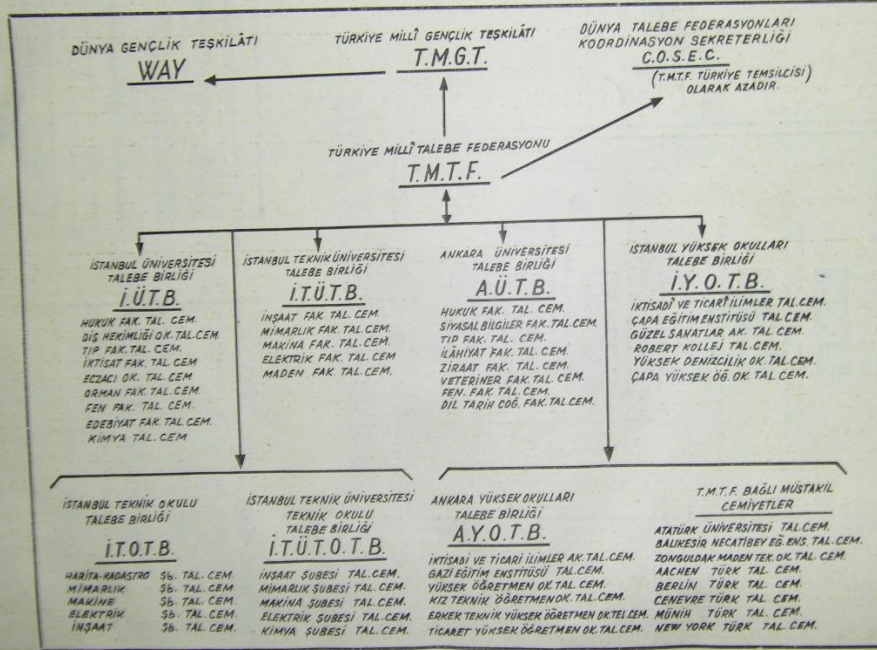 DÜNYA GENÇLİK TEŞKİLÂTI
WAY
TÜRKİYE MİLLÎ GENÇLİK TEŞKİLÂTI
T.M.G.T.
DÜNYA TALEBE FEDERASYONLARI
KOORDİNASYON SEKRETERLİĞİ
C.O.S.E.C.
(T.M.T.F. TÜRKİYE TEMSİLCİSİ)
OLARAK AZADIR.
TÜRKİYE MİLLÎ TALEBE FEDERASYONU
T.M.T.F.
İSTANBUL ÜNİVERSİTESİ
TALEBE BİRLİĞİ
İ.Ü.T.B.
HUKUK FAK. TAL. CEM.
DİŞ HEKİMLİĞİ OK. TAL.CEM.
TIP FAK. TAL. CEM.
İKTİSAT FAK. TAL. CEM
ECZACI OK. TAL. CEM
ORMAN FAK. TAL. CEM.
FEN FAK. TAL. CEM.
EDEBİYAT FAK. TAL. CEM.
KİMYA TAL. CEM
İSTANBUL TEKNİK ÜNİVERSİTESİ
TALEBE BİRLİĞİ
İ.T.Ü.T.B.
İNŞAAT FAK TAL. CEM.
MİMARLIK FAK. TAL. CEM.
MAKİNA FAK. TAL. CEM.
ELEKTRİK FAK. TAL. CEM
MADEN FAK. TAL. CEM.
ANKARA ÜNİVERSİTESİ
TALEBE BİRLİĞİ
A.Ü.T.B.
HUKUK FAK. TAL. CEM.
SİYASAL BİLGİLER FAK. TAL.CEM.
TIP FAK. TAL. CEM.
İLÂHİYAT FAK. TAL. CEM.
ZİRAAT FAK. TAL. CEM.
VETERİNER FAK. TAL. CEM.
FEN. FAK. TAL. CEM.
DİL TARİH COĞ. FAK. TAL.CEM.
İSTANBUL YÜKSEK OKULLARI
TALEBE BİRLİĞİ
İ.Y.O.T.B.
İKTİSADÎ VE TİCARÎ İLİMLER TAL.CEM.
ÇAPA EĞİTİM ENSTİTÜSÜ TAL. CEM.
GÜZEL SANATLAR AK. TAL.CEM.
ROBERT KOLLEJ TAL.CEM.
YÜKSEK DENİZCİLİK OK. TAL.CEM.
ÇAPA YÜKSEK ÖĞ. OK. TAL.CEM.
İSTANBUL TEKNİK OKULU
TALEBE BİRLİĞİ
İ.T.O.T.B.
HARİTA-KADASTRO Şb. TAL. CEM.
MİMARLIK Şb. TAL. CEM.
MAKİNE Şb. TAL. CEM.
ELEKTRİK Şb. TAL. CEM.
İNŞAAT Şb. TAL. CEM.
İSTANBUL TEKNİK ÜNİVERSİTESİ
TEKNİK OKULU
TALEBE BİRLİĞİ
İ.T.Ü.T.O.T.B.
İNŞAAT ŞUBESİ TAL.CEM.
MİMARLIK ŞUBESİ TAL.CEM.
MAKİNA ŞUBESİ TAL.CEM.
ELEKTRİK ŞUBESİ TAL.CEM.
KİMYA ŞUBESİ TAL.CEM.
ANKARA YÜKSEK OKULLARI
TALEBE BİRLİĞİ
A.Y.O.T.B.
İKTİSADİ VE TİCARİ İLİMLER AK. TAL.CEM.
GAZİ EĞİTİM ENSTİTÜSÜ TAL.CEM.
YÜKSEK ÖĞRETMEN OK. TAL.CEM.
KIZ TEKNİK ÖĞRETMEN OK. TAL.CEM.
ERKEK TEKNİK YÜKSEK ÖĞRETMEN OK. TEL.CEM.
TİCARET YÜKSEK ÖĞRETMEN OK. TAL.CEM.
T.M.T.F. BAĞLI MÜSTAKİL
CEMİYETLER
ATATÜRK ÜNİVERSİTESİ TAL.CEM.
BALIKESİR NECATİBEY EĞ. ENS. TAL.CEM.
ZONGULDAK MADEN TEK. OK. TAL. CEM.
AACHEN TÜRK TAL. CEM.
BERLİN TÜRK TAL. CEM.
CENEVRE TÜRK TAL. CEM.
MÜNİH TÜRK TAL. CEM.
NEW YORK TÜRK TAL. CEM.